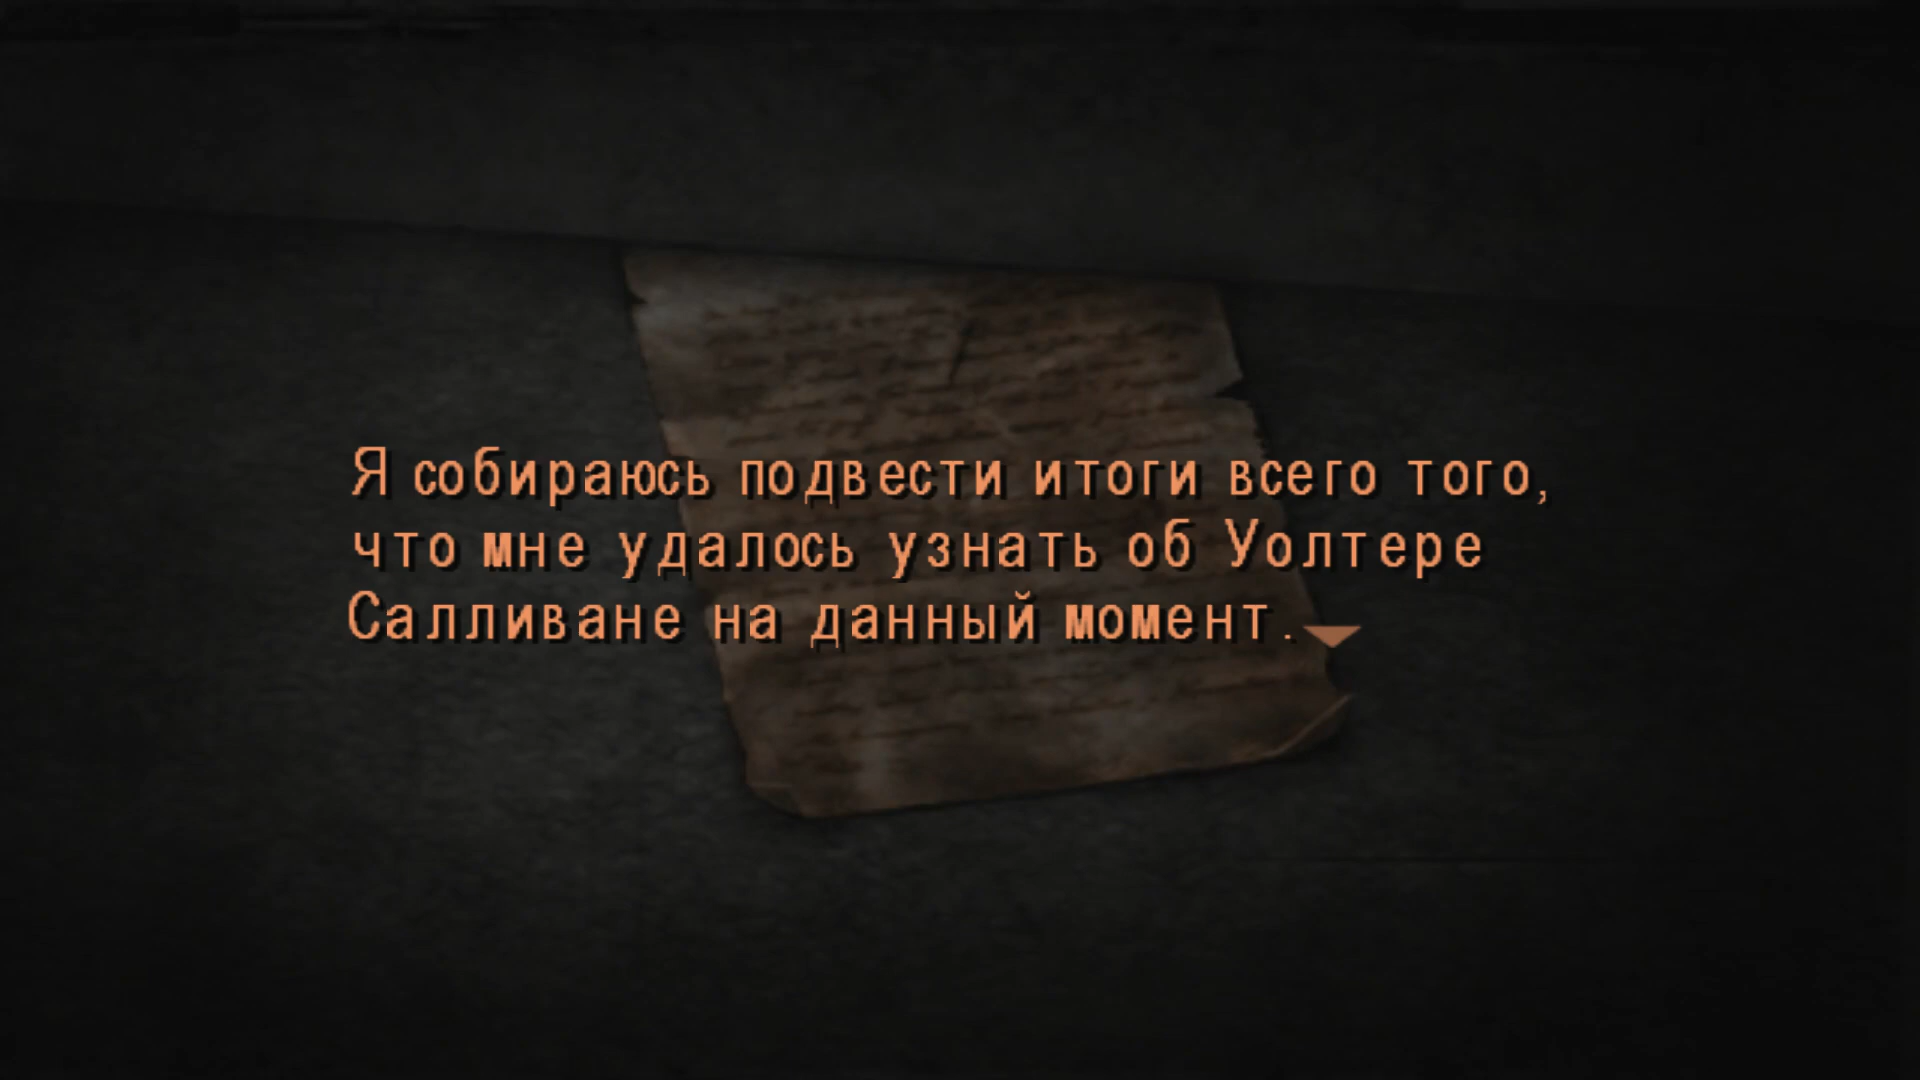 Я собираюсь подвести итоги всего того,
что мне удалось узнать об Уолтере
Салливане на данный момент.